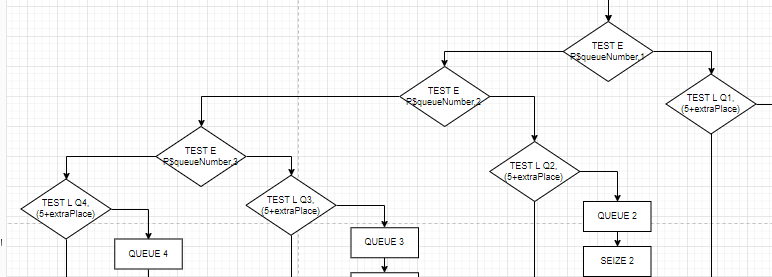 TEST E
P$queueNumber,1
TEST E
P$queueNumber,2
TEST L Q1,
(5+extraPlace)
TEST E
P$queueNumber,3
TEST L Q2,
(5+extraPlace)
TEST L Q4,
(5+extraPlace)
TEST L Q3,
(5+extraPlace)
QUEUE 2
QUEUE 4
QUEUE 3
SEIZE 2